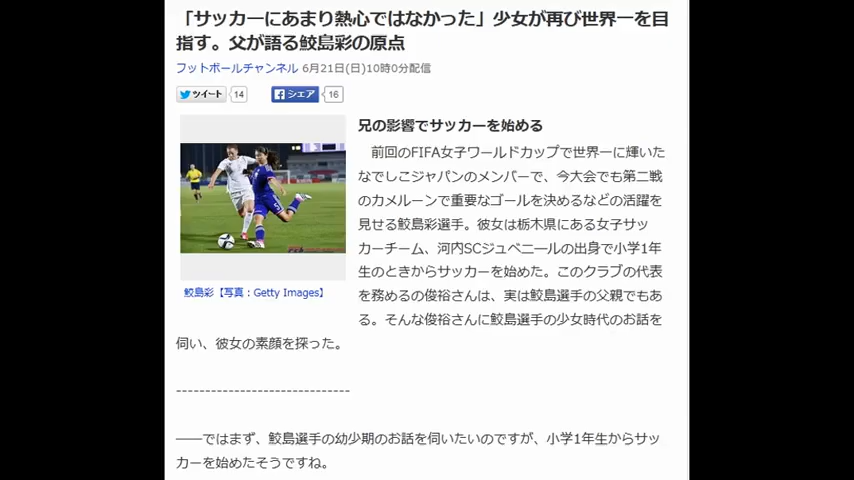 「サッカーにあまり熱心ではなかった」少女が再び世界一を目
指す。父が語る鮫島彩の原点
フットボールチャンネル 6月21日(日)10時0分配信
ツイート 14 シェア 16
兄の影響でサッカーを始める
前回のFIFA女子ワールドカップで世界一に輝いた
なでしこジャパンのメンバーで、今大会でも第二戦
のカメルーンで重要なゴールを決めるなどの活躍を
見せる鮫島彩選手。彼女は栃木県にある女子サッ
カーチーム、河内SCジュベニールの出身で小学1年
生のときからサッカーを始めた。このクラブの代表
を務めるの俊裕さんは、実は鮫島選手の父親でもあ
る。そんな俊裕さんに鮫島選手の少女時代のお話を
伺い、彼女の素顔を探った。
鮫島彩【写真：Getty Images】
------------------------------
――ではまず、鮫島選手の幼少期のお話を伺いたいのですが、小学1年生からサッ
カーを始めたそうですね。